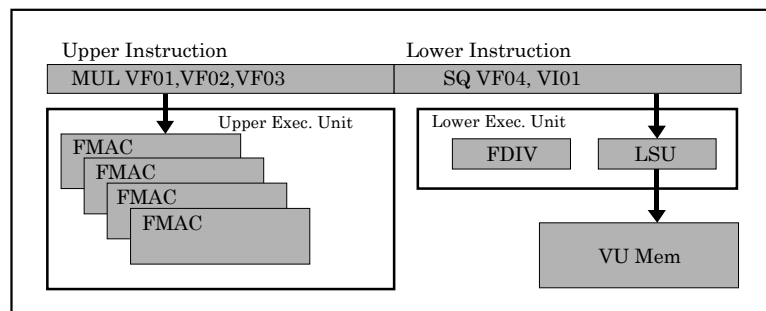 Upper Instruction
Lower Instruction
MUL VF01,VF02,VF03
SQ VF04, VI01
Upper Exec. Unit
Lower Exec. Unit
FMAC
FMAC
FMAC
FMAC
FDIV
LSU
VU Mem